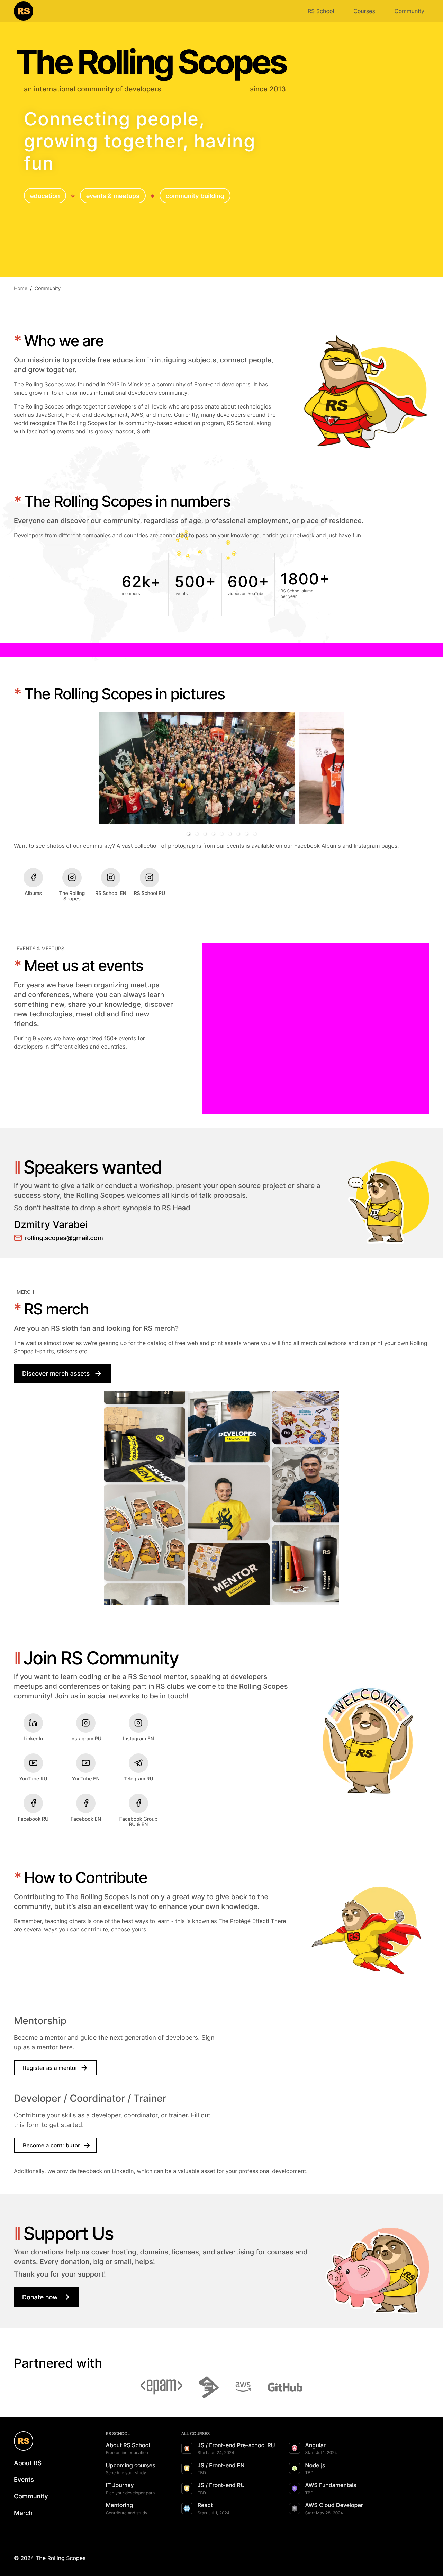 RS
RS School
Courses
Community
The Rolling Scopes
an international community of developers
since 2013
Connecting people,
growing together, having
fun
education
events & meetups
community building
Home / Community
* Who we are
Our mission is to provide free education in intriguing subjects, connect people,
and grow together.
The Rolling Scopes was founded in 2013 in Minsk as a community of Front-end developers. It has
since grown into an enormous international developers community.
The Rolling Scopes brings together developers of all levels who are passionate about technologies
such as JavaScript, Front-end development, AWS, and more. Currently, many developers around the
world recognize The Rolling Scopes for its community-based education program, RS School, along
with fascinating events and its groovy mascot, Sloth.
RS
* The Rolling Scopes in numbers
Everyone can discover our community, regardless of age, professional employment, or place of residence.
Developers from different companies and countries are connected to pass on your knowledge, enrich your network and just have fun.
62k+
members
500+
events
600+
videos on YouTube
1800+
RS School alumni
per year
* The Rolling Scopes in pictures
Want to see photos of our community? A vast collection of photographs from our events is available on our Facebook Albums and Instagram pages.
Albums
The Rolling
Scopes
RS School EN
RS School RU
EVENTS & MEETUPS
* Meet us at events
For years we have been organizing meetups
and conferences, where you can always learn
something new, share your knowledge, discover
new technologies, meet old and find new
friends.
During 9 years we have organized 150+ events for
developers in different cities and countries.
Speakers wanted
If you want to give a talk or conduct a workshop, present your open source project or share a
success story, the Rolling Scopes welcomes all kinds of talk proposals.
So don't hesitate to drop a short synopsis to RS Head
Dzmitry Varabei
rolling.scopes@gmail.com
MERCH
* RS merch
Are you an RS sloth fan and looking for RS merch?
The wait is almost over as we're gearing up for the catalog of free web and print assets where you will find all merch collections and can print your own Rolling
Scopes t-shirts, stickers etc.
Discover merch assets
DEVELOPER
MENTOR
RS
Join RS Community
If you want to learn coding or be a RS School mentor, speaking at developers
meetups and conferences or taking part in RS clubs welcome to the Rolling Scopes
community! Join us in social networks to be in touch!
WELCOME!
RS
LinkedIn
Instagram RU
Instagram EN
YouTube RU
YouTube EN
Telegram RU
Facebook RU
Facebook EN
Facebook Group
RU & EN
* How to Contribute
Contributing to The Rolling Scopes is not only a great way to give back to the
community, but it's also an excellent way to enhance your own knowledge.
Remember, teaching others is one of the best ways to learn - this is known as The Protégé Effect! There
are several ways you can contribute, choose yours.
Mentorship
Become a mentor and guide the next generation of developers. Sign
up as a mentor here.
Register as a mentor
Developer / Coordinator / Trainer
Contribute your skills as a developer, coordinator, or trainer. Fill out
this form to get started.
Become a contributor
Additionally, we provide feedback on LinkedIn, which can be a valuable asset for your professional development.
Support Us
Your donations help us cover hosting, domains, licenses, and advertising for courses and
events. Every donation, big or small, helps!
Thank you for your support!
Donate now
Partnered with
<epam>
aws
GitHub
RS
About RS
Events
Community
Merch
RS SCHOOL
About RS School
Free online education
Upcoming courses
Schedule your study
IT Journey
Plan your developer path
Mentoring
Contribute and study
ALL COURSES
JS / Front-end Pre-school RU
Start Jun 24, 2024
JS / Front-end EN
TBD
JS / Front-end RU
TBD
React
Start Jul 1, 2024
Angular
Start Jul 1, 2024
Node.js
TBD
AWS Fundamentals
TBD
AWS Cloud Developer
Start May 28, 2024
© 2024 The Rolling Scopes